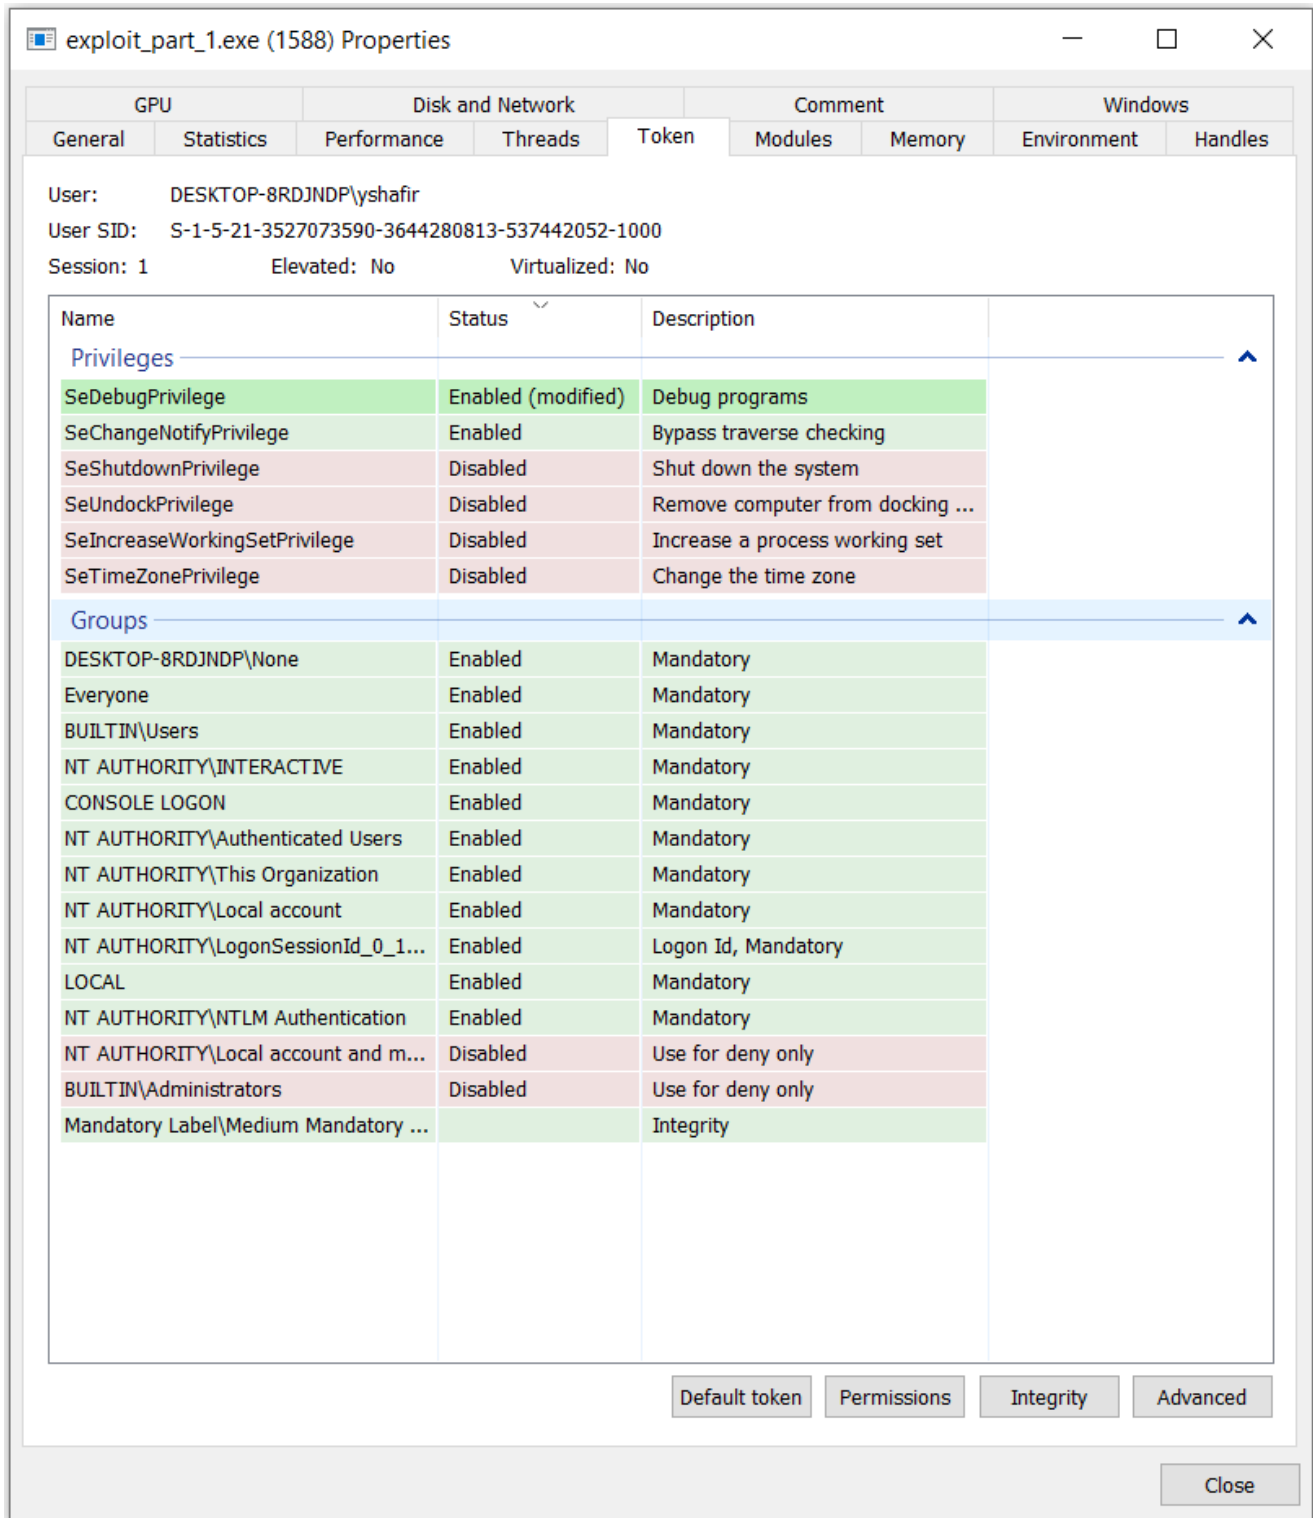 exploit_part_1.exe (1588) Properties
GPU Disk and Network Comment Windows
General Statistics Performance Threads Token Modules Memory Environment Handles
User: DESKTOP-8RDJNDP\yshafir
User SID: S-1-5-21-3527073590-3644280813-537442052-1000
Session: 1 Elevated: No Virtualized: No
Name Status Description
Privileges
SeDebugPrivilege Enabled (modified) Debug programs
SeChangeNotifyPrivilege Enabled Bypass traverse checking
SeShutdownPrivilege Disabled Shut down the system
SeUndockPrivilege Disabled Remove computer from docking ...
SeIncreaseWorkingSetPrivilege Disabled Increase a process working set
SeTimeZonePrivilege Disabled Change the time zone
Groups
DESKTOP-8RDJNDP\None Enabled Mandatory
Everyone Enabled Mandatory
BUILTIN\Users Enabled Mandatory
NT AUTHORITY\INTERACTIVE Enabled Mandatory
CONSOLE LOGON Enabled Mandatory
NT AUTHORITY\Authenticated Users Enabled Mandatory
NT AUTHORITY\This Organization Enabled Mandatory
NT AUTHORITY\Local account Enabled Mandatory
NT AUTHORITY\LogonSessionId_0_1... Enabled Logon Id, Mandatory
LOCAL Enabled Mandatory
NT AUTHORITY\NTLM Authentication Enabled Mandatory
NT AUTHORITY\Local account and m... Disabled Use for deny only
BUILTIN\Administrators Disabled Use for deny only
Mandatory Label\Medium Mandatory ... Integrity
Default token Permissions Integrity Advanced
Close